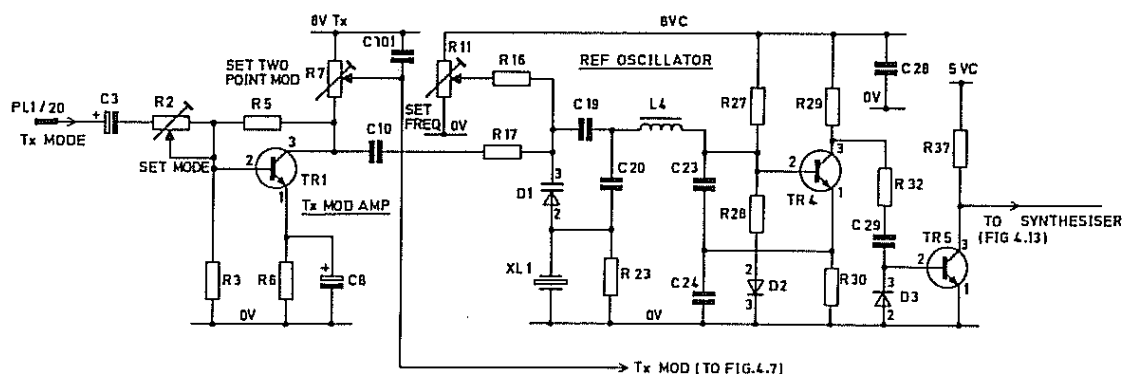 8V Tx
8VC
C101
R11
R16
REF OSCILLATOR
C28
5VC
SET TWO
POINT MOD
R7
C19
L4
R27
R29
0V
PL1/20
C3
R2
R5
SET
FREQ
0V
R37
Tx MODE
+
C10
R17
SET MODE
2
3
1
TR1
Tx MOD AMP
3
D1
2
C20
C23
R28
2
3
1
TR4
R32
C29
TO SYNTHESISER
(FIG 4.13)
TR5
2
3
1
R3
R6
+
C8
XL1
R23
C24
2
D2
3
R30
3
D3
2
0V
0V
Tx MOD (TO FIG.4.7)